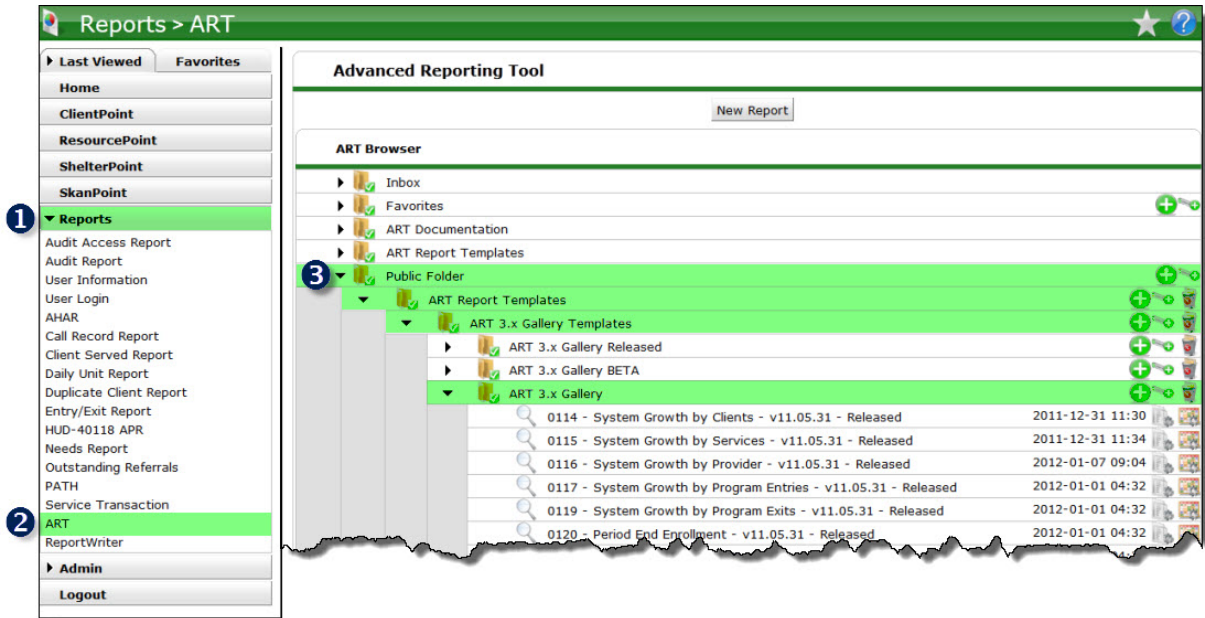 Reports > ART
Last Viewed Favorites
Home
ClientPoint
ResourcePoint
ShelterPoint
SkanPoint
1 Reports
Audit Access Report
Audit Report
User Information
User Login
AHAR
Call Record Report
Client Served Report
Daily Unit Report
Duplicate Client Report
Entry/Exit Report
HUD-40118 APR
Needs Report
Outstanding Referrals
PATH
Service Transaction
2 ART
ReportWriter
Admin
Logout
Advanced Reporting Tool
New Report
ART Browser
Inbox
Favorites
ART Documentation
ART Report Templates
3 Public Folder
ART Report Templates
ART 3.x Gallery Templates
ART 3.x Gallery Released
ART 3.x Gallery BETA
ART 3.x Gallery
0114 - System Growth by Clients - v11.05.31 - Released 2011-12-31 11:30
0115 - System Growth by Services - v11.05.31 - Released 2011-12-31 11:34
0116 - System Growth by Provider - v11.05.31 - Released 2012-01-07 09:04
0117 - System Growth by Program Entries - v11.05.31 - Released 2012-01-01 04:32
0119 - System Growth by Program Exits - v11.05.31 - Released 2012-01-01 04:32
0120 - Period End Enrollment - v11.05.31 - Released 2012-01-01 04:32